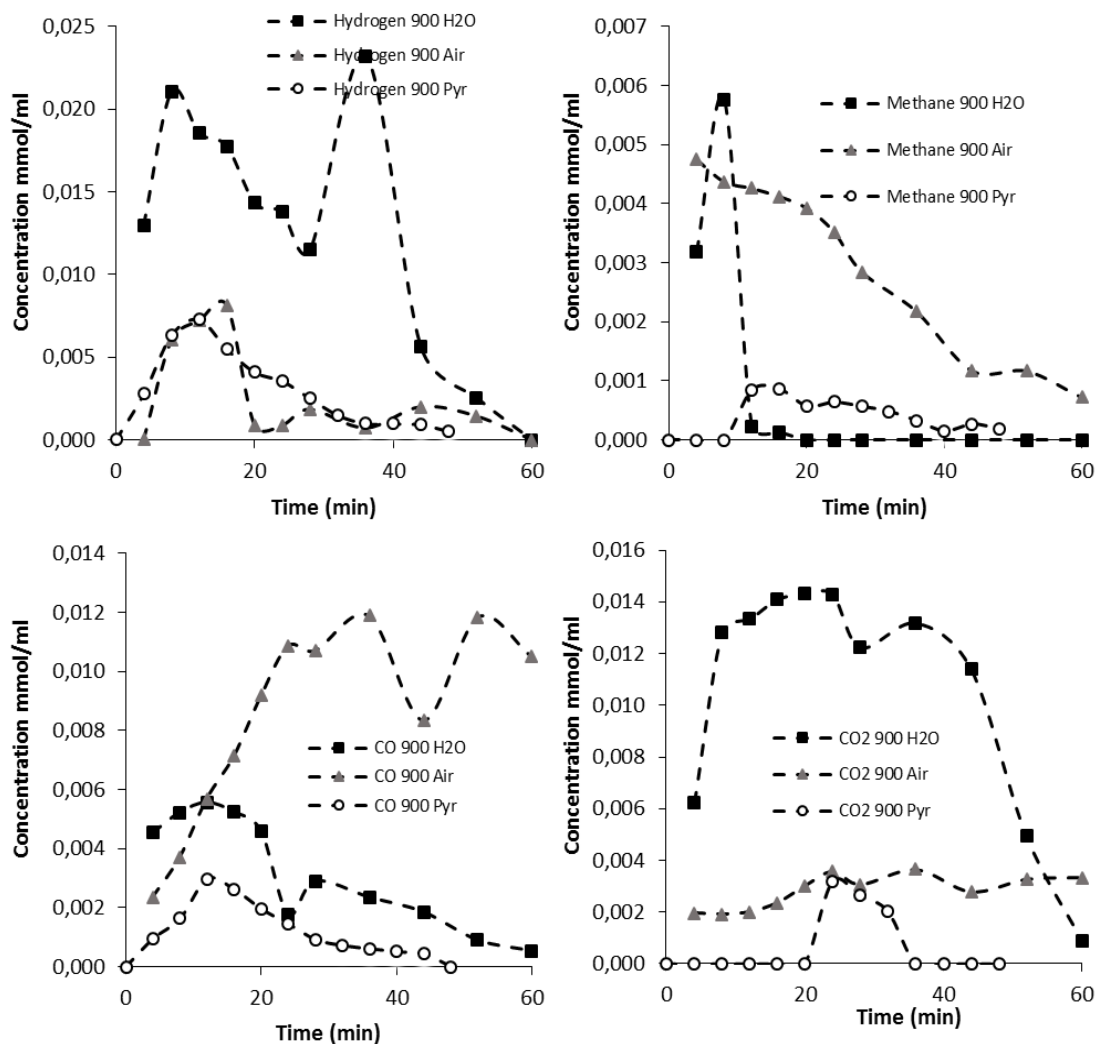 Concentration mmol/ml
0,025
0,020
0,015
0,010
0,005
0,000
0
20
40
60
Time (min)
Hydrogen 900 H2O
Hydrogen 900 Air
Hydrogen 900 Pyr
Concentration mmol/ml
0,007
0,006
0,005
0,004
0,003
0,002
0,001
0,000
0
20
40
60
Time (min)
Methane 900 H2O
Methane 900 Air
Methane 900 Pyr
Concentration mmol/ml
0,014
0,012
0,010
0,008
0,006
0,004
0,002
0,000
0
20
40
60
Time (min)
CO 900 H2O
CO 900 Air
CO 900 Pyr
Concentration mmol/ml
0,016
0,014
0,012
0,010
0,008
0,006
0,004
0,002
0,000
0
20
40
60
Time (min)
CO2 900 H2O
CO2 900 Air
CO2 900 Pyr